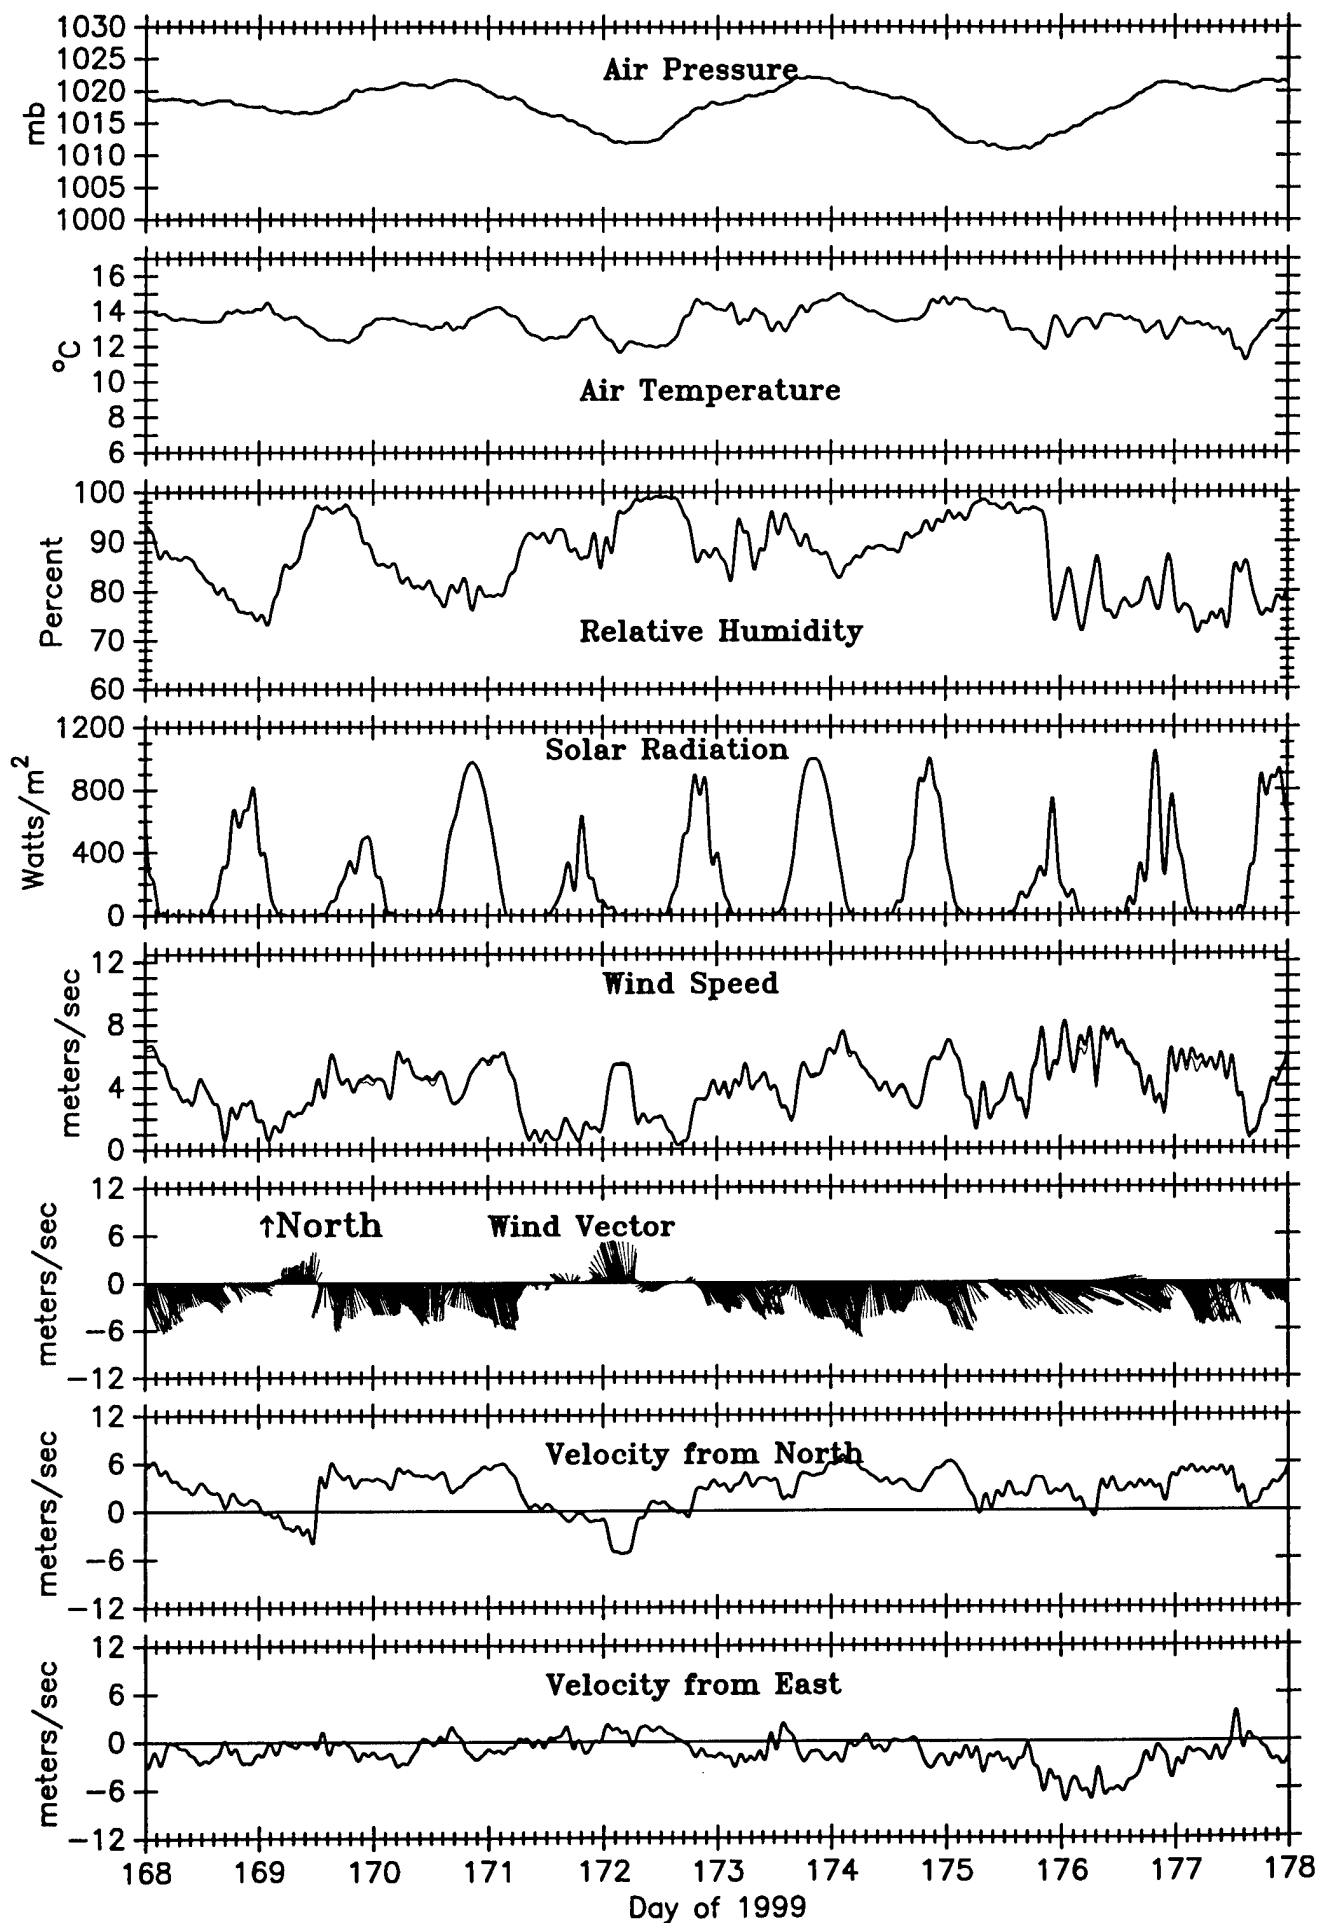 1030
1025
Air Pressure
1020
mb
1015
1010
1005
1000
16
14
12
°C
10
Air Temperature
8
6
100
90
Percent
80
70
Relative Humidity
60
1200
Solar Radiation
Watts/m²
800
400
0
12
Wind Speed
meters/sec
8
4
0
12
↑North Wind Vector
meters/sec
6
0
−6
−12
12
Velocity from North
meters/sec
6
0
−6
−12
12
Velocity from East
meters/sec
6
0
−6
−12
168 169 170 171 172 173 174 175 176 177 178
Day of 1999